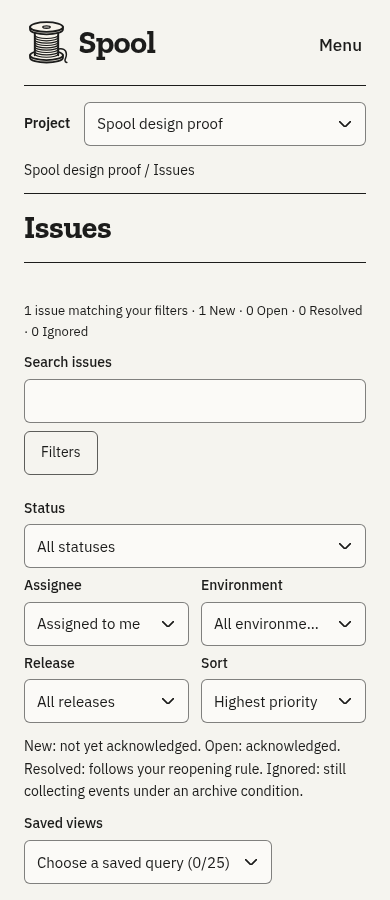 Spool
Menu
Project
Spool design proof
Spool design proof / Issues
Issues
1 issue matching your filters · 1 New · 0 Open · 0 Resolved
· 0 Ignored
Search issues
Filters
Status
All statuses
Assignee
Environment
Assigned to me
All environme...
Release
Sort
All releases
Highest priority
New: not yet acknowledged. Open: acknowledged.
Resolved: follows your reopening rule. Ignored: still
collecting events under an archive condition.
Saved views
Choose a saved query (0/25)